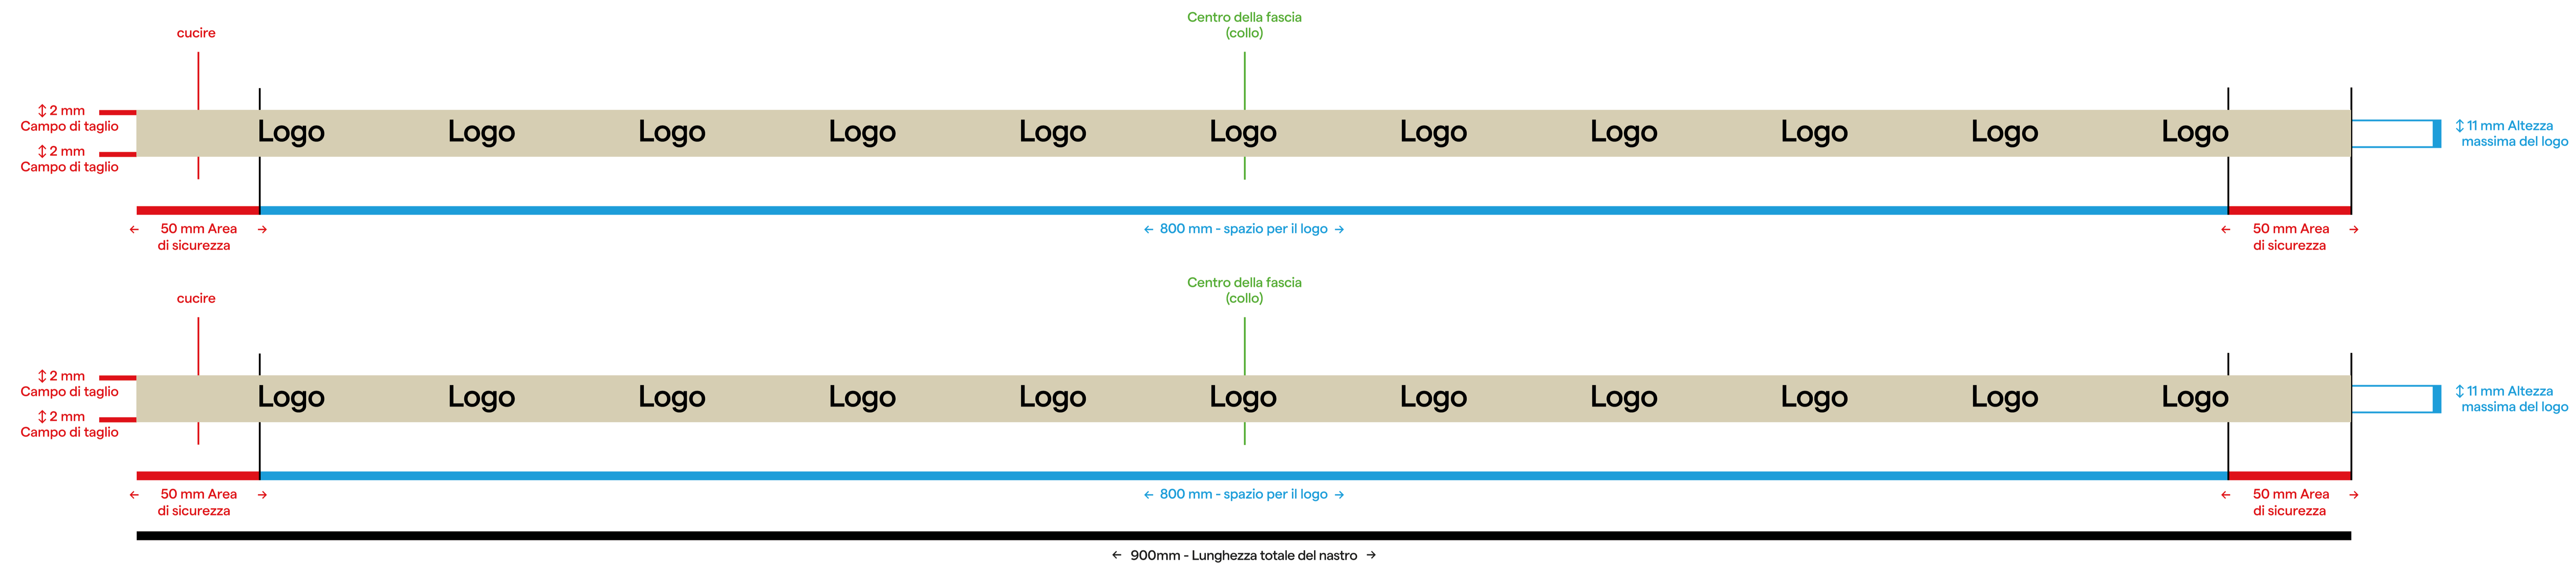 Centro della fascia
(collo)
cucire
↕ 2 mm
Campo di taglio
↕ 2 mm
Campo di taglio
Logo Logo Logo Logo Logo Logo Logo Logo Logo Logo Logo
↕ 11 mm Altezza
massima del logo
← 50 mm Area →
di sicurezza
← 800 mm - spazio per il logo →
← 50 mm Area →
di sicurezza
Centro della fascia
(collo)
cucire
↕ 2 mm
Campo di taglio
↕ 2 mm
Campo di taglio
Logo Logo Logo Logo Logo Logo Logo Logo Logo Logo Logo
↕ 11 mm Altezza
massima del logo
← 50 mm Area →
di sicurezza
← 800 mm - spazio per il logo →
← 50 mm Area →
di sicurezza
← 900mm - Lunghezza totale del nastro →